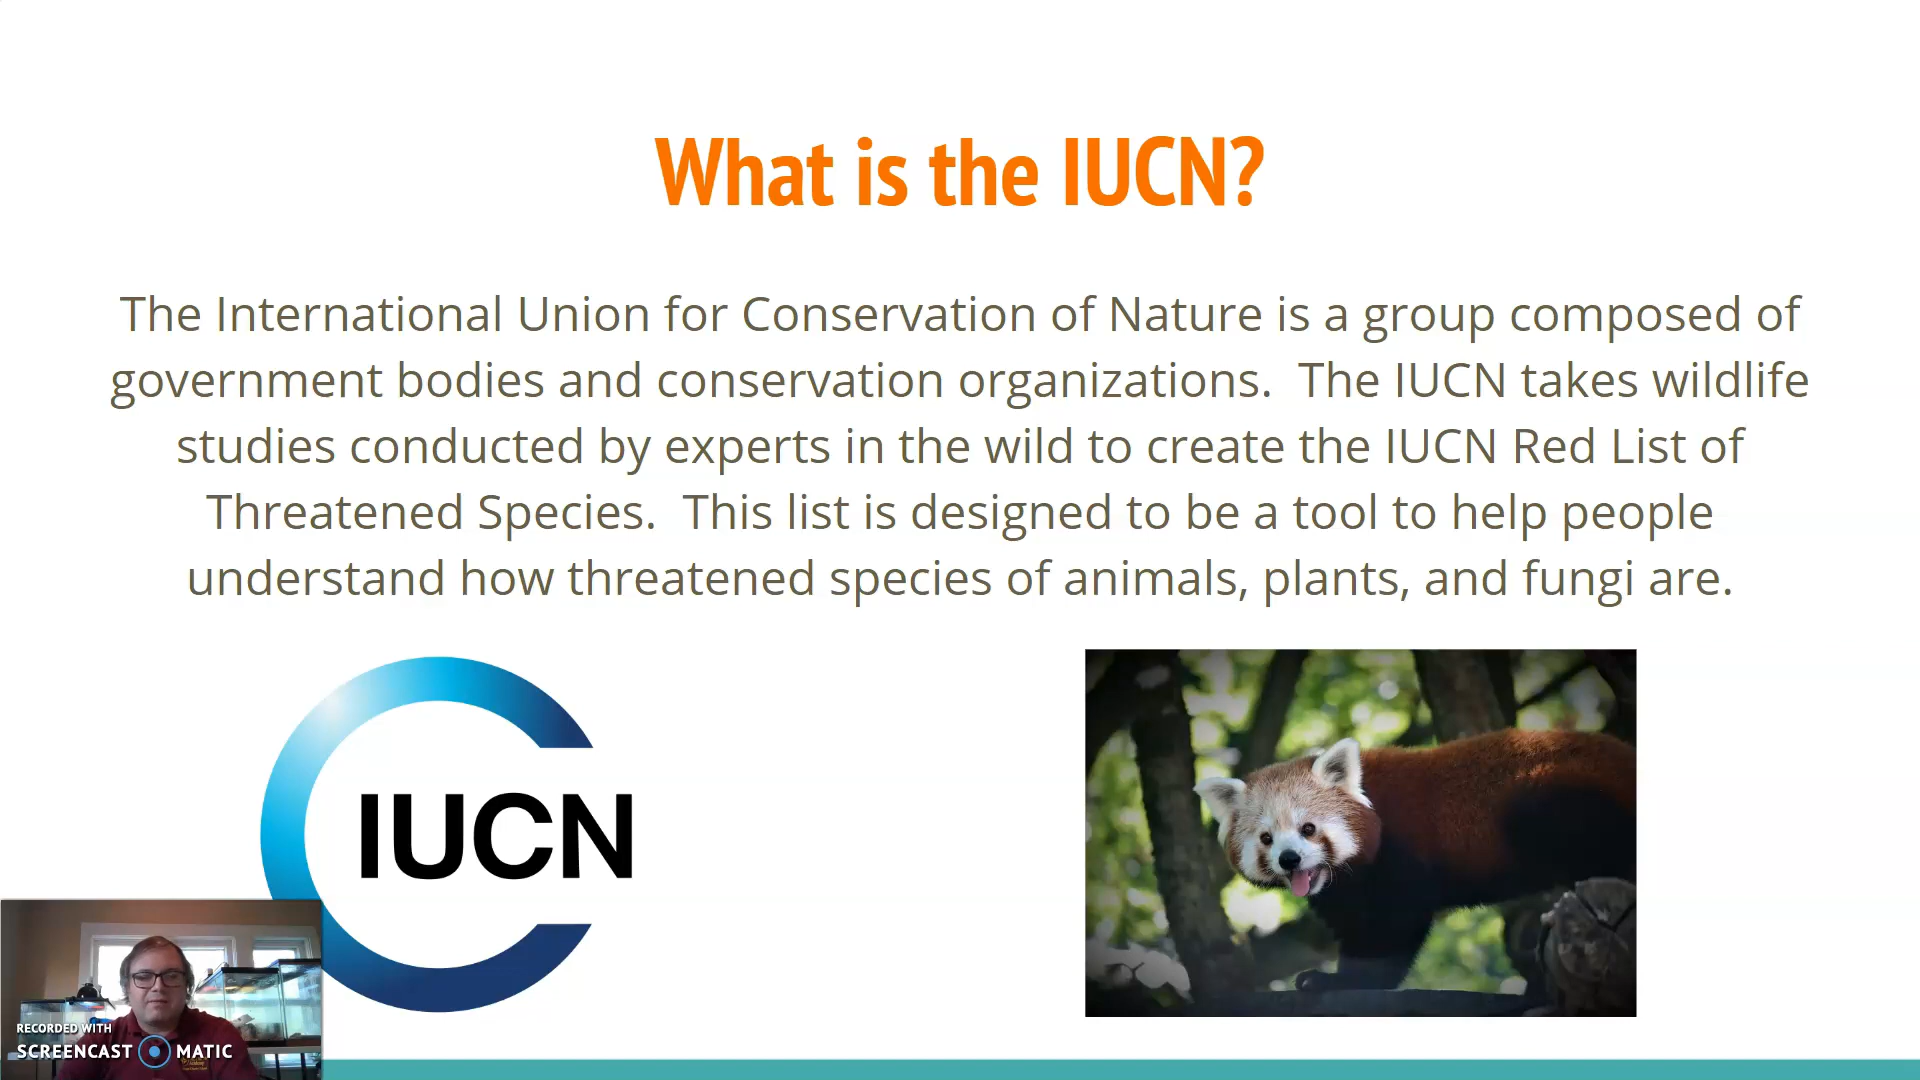 What is the IUCN?
The International Union for Conservation of Nature is a group composed of
government bodies and conservation organizations.  The IUCN takes wildlife
studies conducted by experts in the wild to create the IUCN Red List of
Threatened Species.  This list is designed to be a tool to help people
understand how threatened species of animals, plants, and fungi are.
IUCN
RECORDED WITH
SCREENCAST MATIC